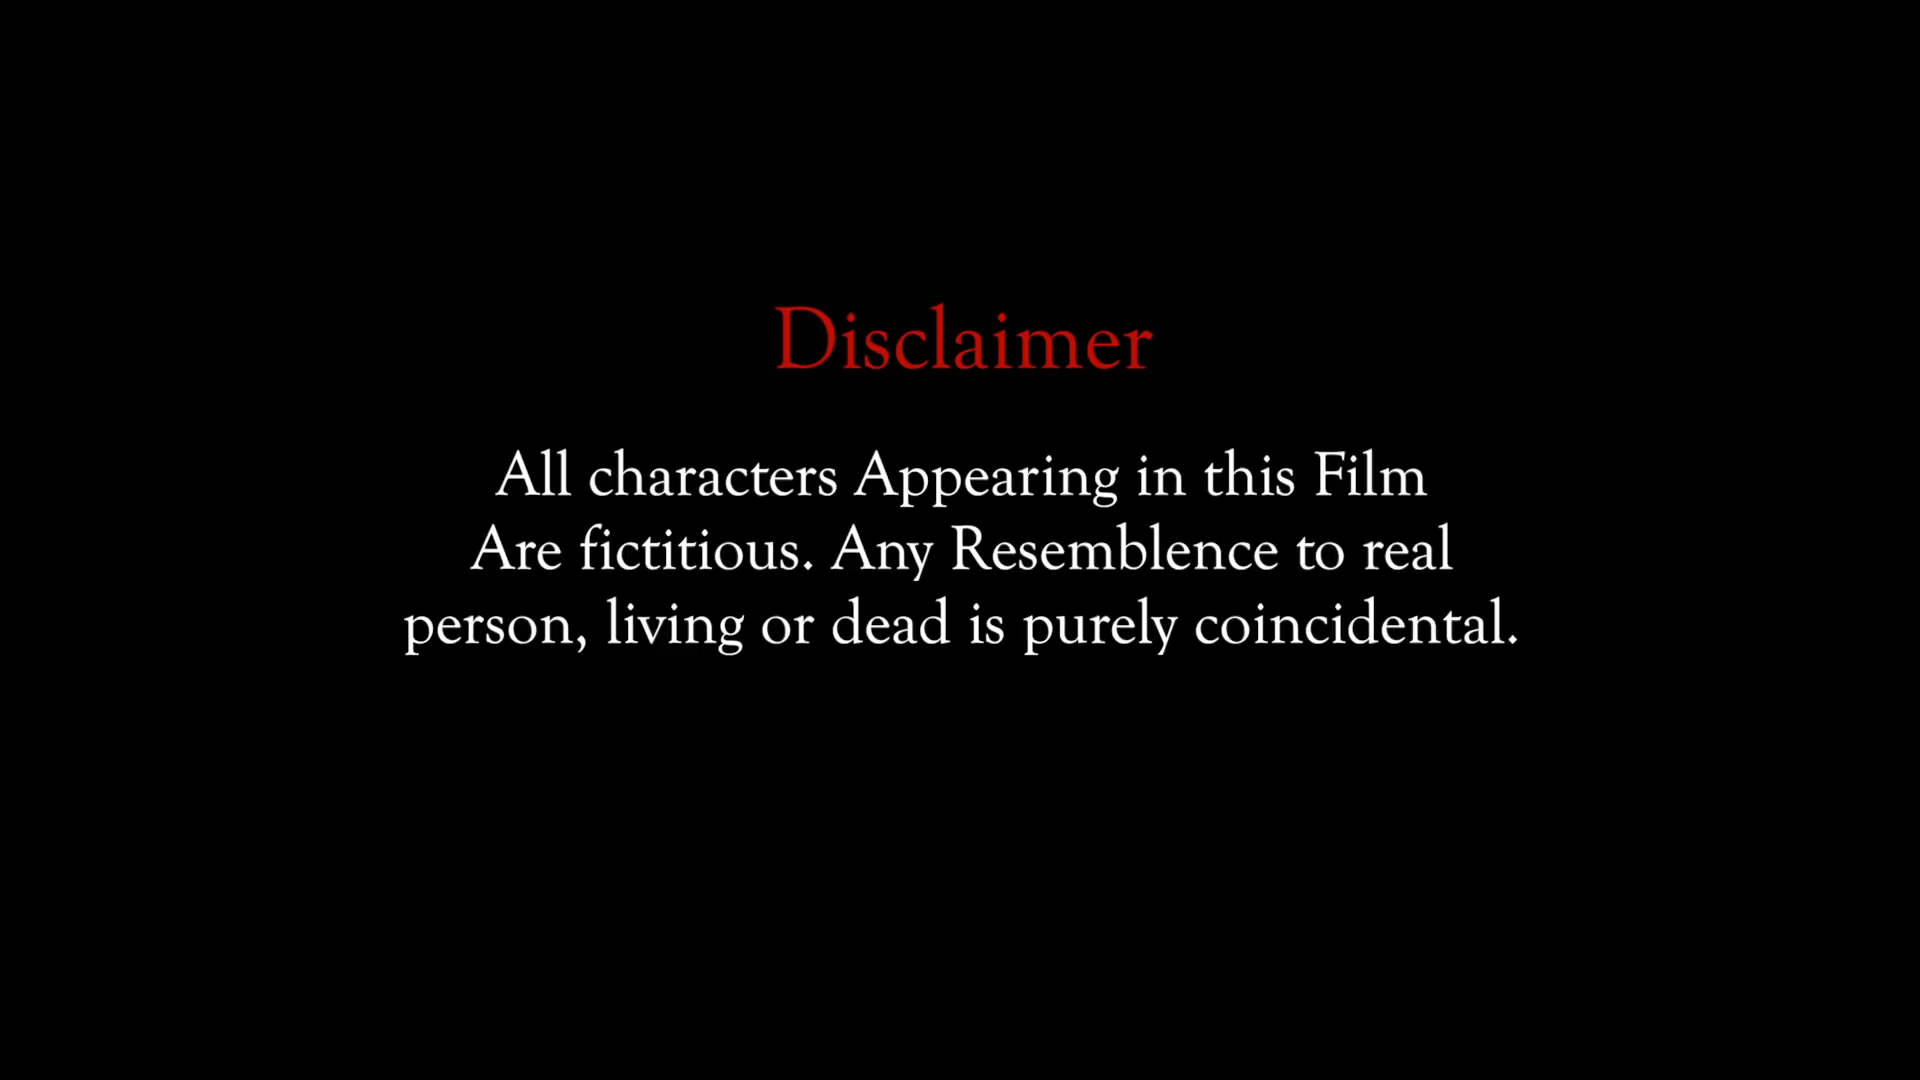 Disclaimer
All characters Appearing in this Film
Are fictitious. Any Resemblence to real
person, living or dead is purely coincidental.